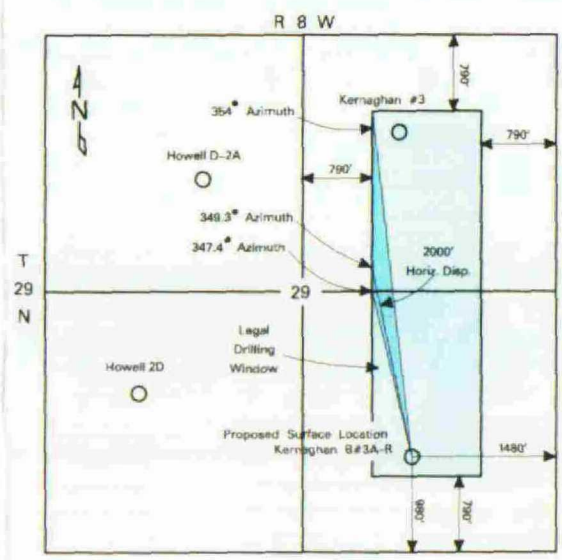 R 8 W
N
790'
Kernaghan #3
354° Azimuth
790'
Howell D-2A
790'
349.3° Azimuth
347.4° Azimuth
2000'
Horiz. Disp.
T
29
N
29
Legal
Drilling
Window
Howell 2D
Proposed Surface Location
Kernaghan B#3A-R
1480'
980'
790'